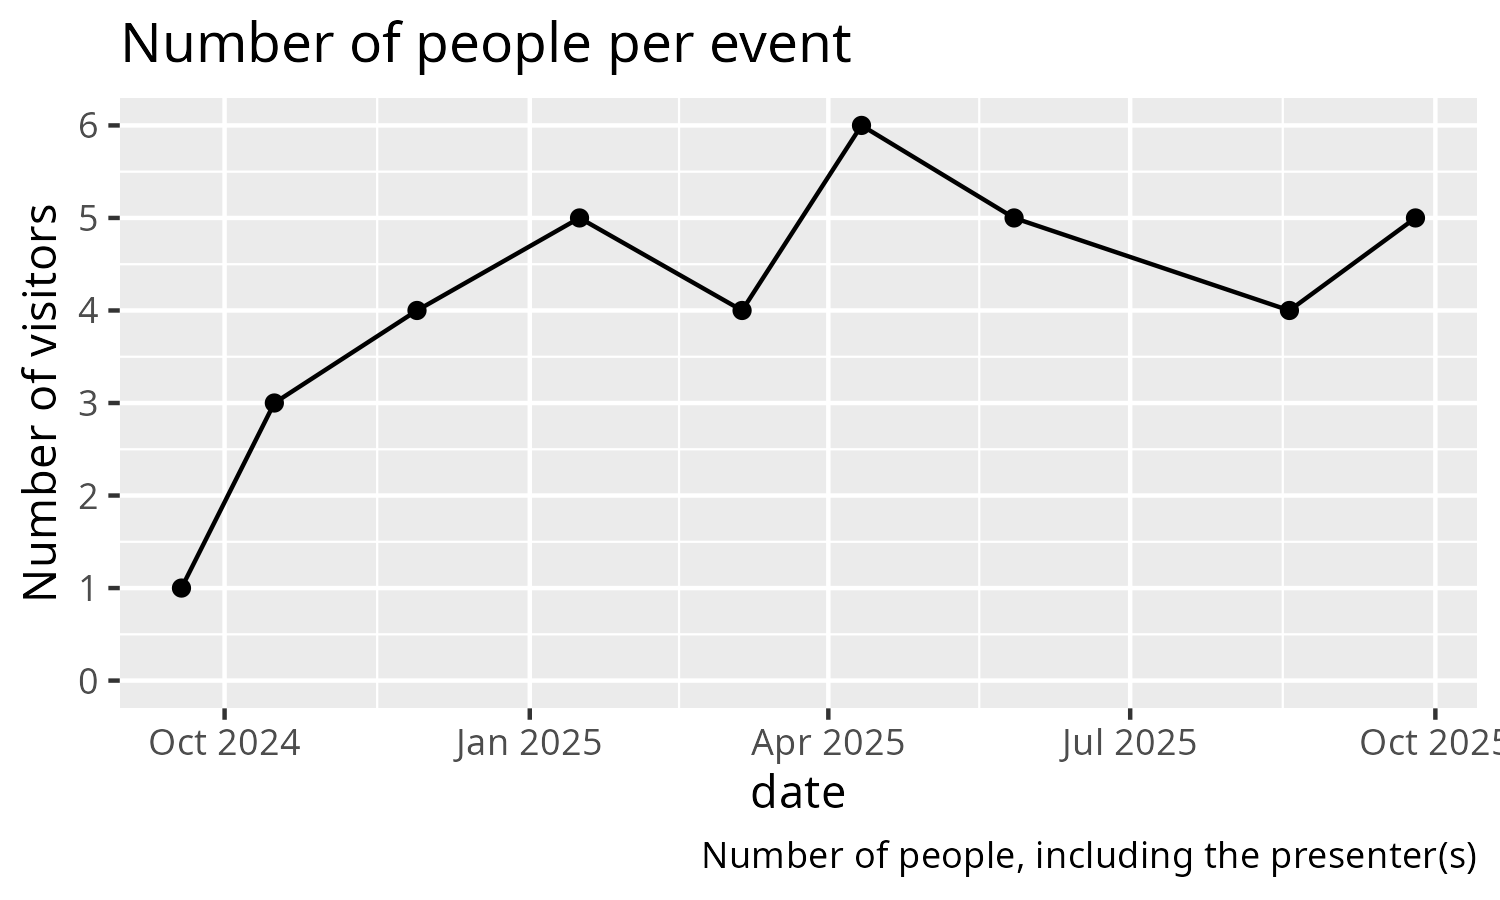 Number of people per event
Number of visitors
6
5
4
3
2
1
0
Oct 2024 Jan 2025 Apr 2025 Jul 2025 Oct 2025
date
Number of people, including the presenter(s)